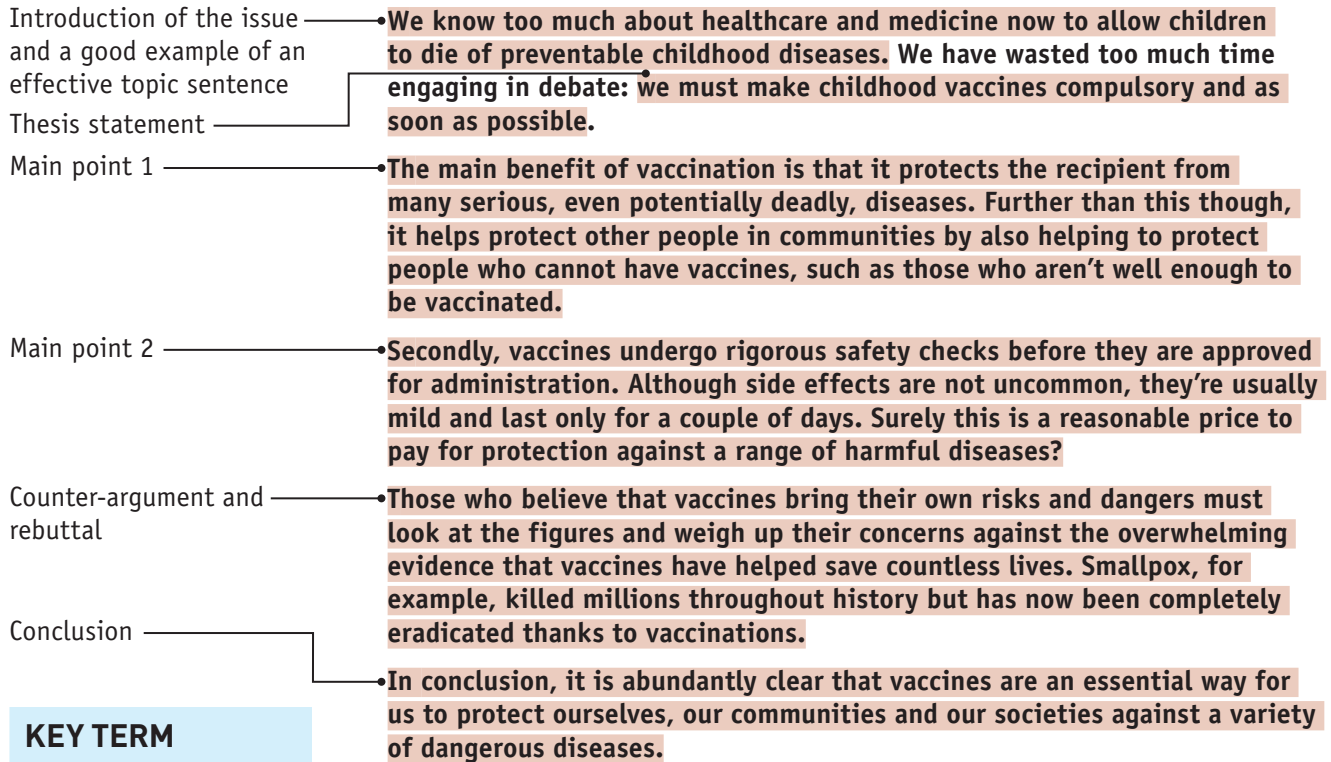 Introduction of the issue
and a good example of an
effective topic sentence
Thesis statement
We know too much about healthcare and medicine now to allow children
to die of preventable childhood diseases. We have wasted too much time
engaging in debate: we must make childhood vaccines compulsory and as
soon as possible.
Main point 1
The main benefit of vaccination is that it protects the recipient from
many serious, even potentially deadly, diseases. Further than this though,
it helps protect other people in communities by also helping to protect
people who cannot have vaccines, such as those who aren't well enough to
be vaccinated.
Main point 2
Secondly, vaccines undergo rigorous safety checks before they are approved
for administration. Although side effects are not uncommon, they're usually
mild and last only for a couple of days. Surely this is a reasonable price to
pay for protection against a range of harmful diseases?
Counter-argument and
rebuttal
Those who believe that vaccines bring their own risks and dangers must
look at the figures and weigh up their concerns against the overwhelming
evidence that vaccines have helped save countless lives. Smallpox, for
example, killed millions throughout history but has now been completely
eradicated thanks to vaccinations.
Conclusion
In conclusion, it is abundantly clear that vaccines are an essential way for
us to protect ourselves, our communities and our societies against a variety
of dangerous diseases.
KEY TERM